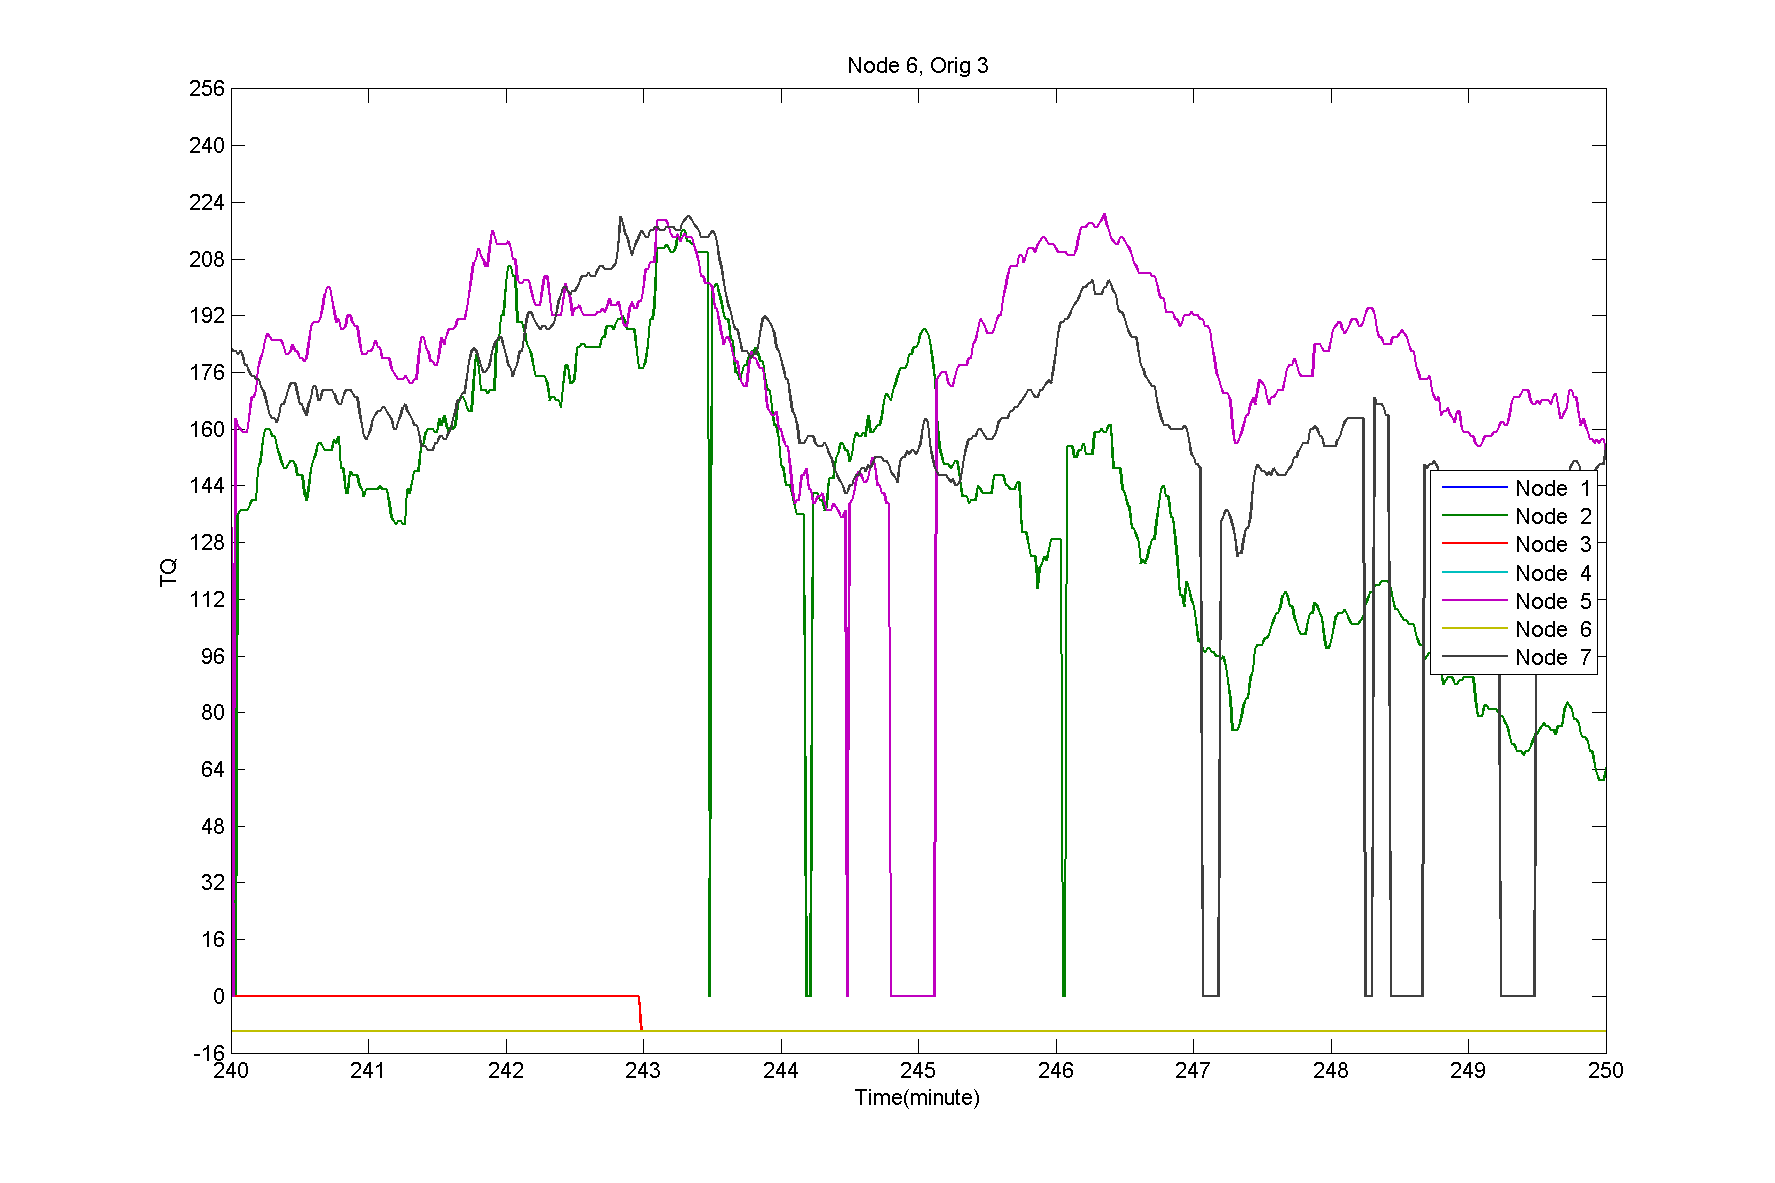 Node 6, Orig 3
256
240
224
208
192
176
160
144
128
112
96
80
64
48
32
16
0
-16
TQ
Node 1
Node 2
Node 3
Node 4
Node 5
Node 6
Node 7
240 241 242 243 244 245 246 247 248 249 250
Time(minute)